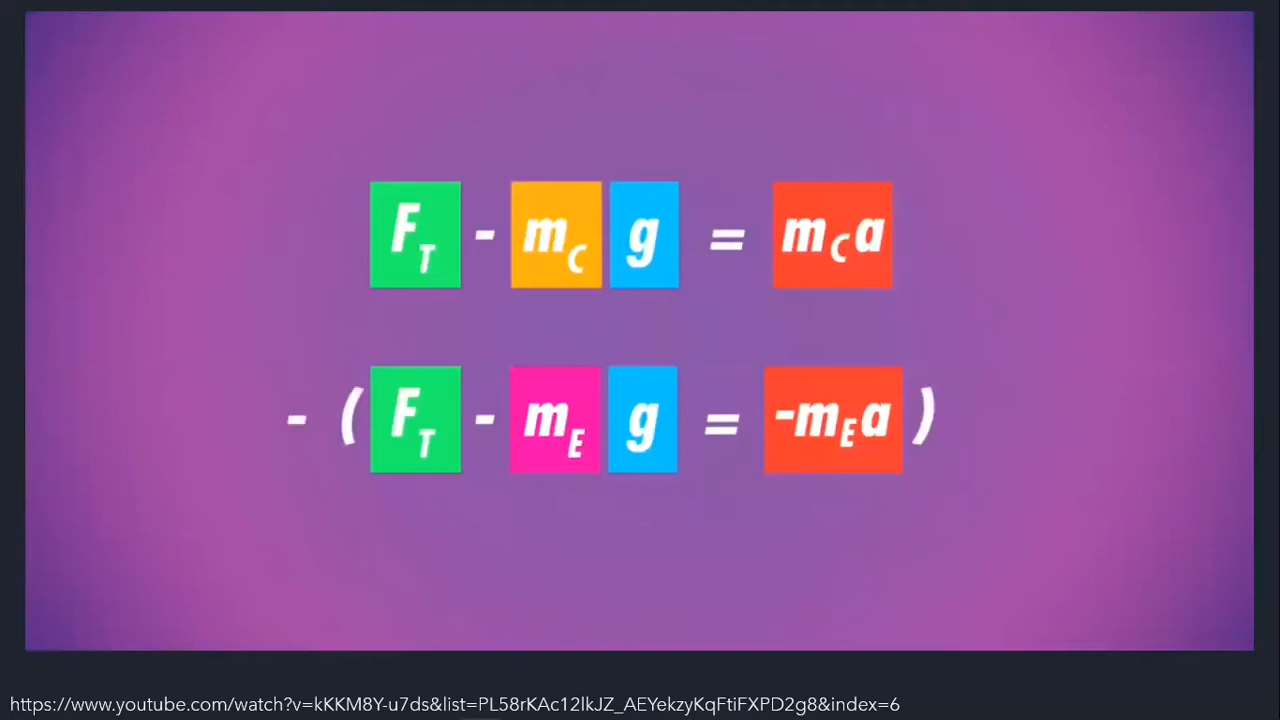 F_T - m_C g = m_C a
- ( F_T - m_E g = -m_E a )
https://www.youtube.com/watch?v=kKKM8Y-u7ds&list=PL58rKAc12lkJZ_AEYekzyKqFtiFXPD2g8&index=6